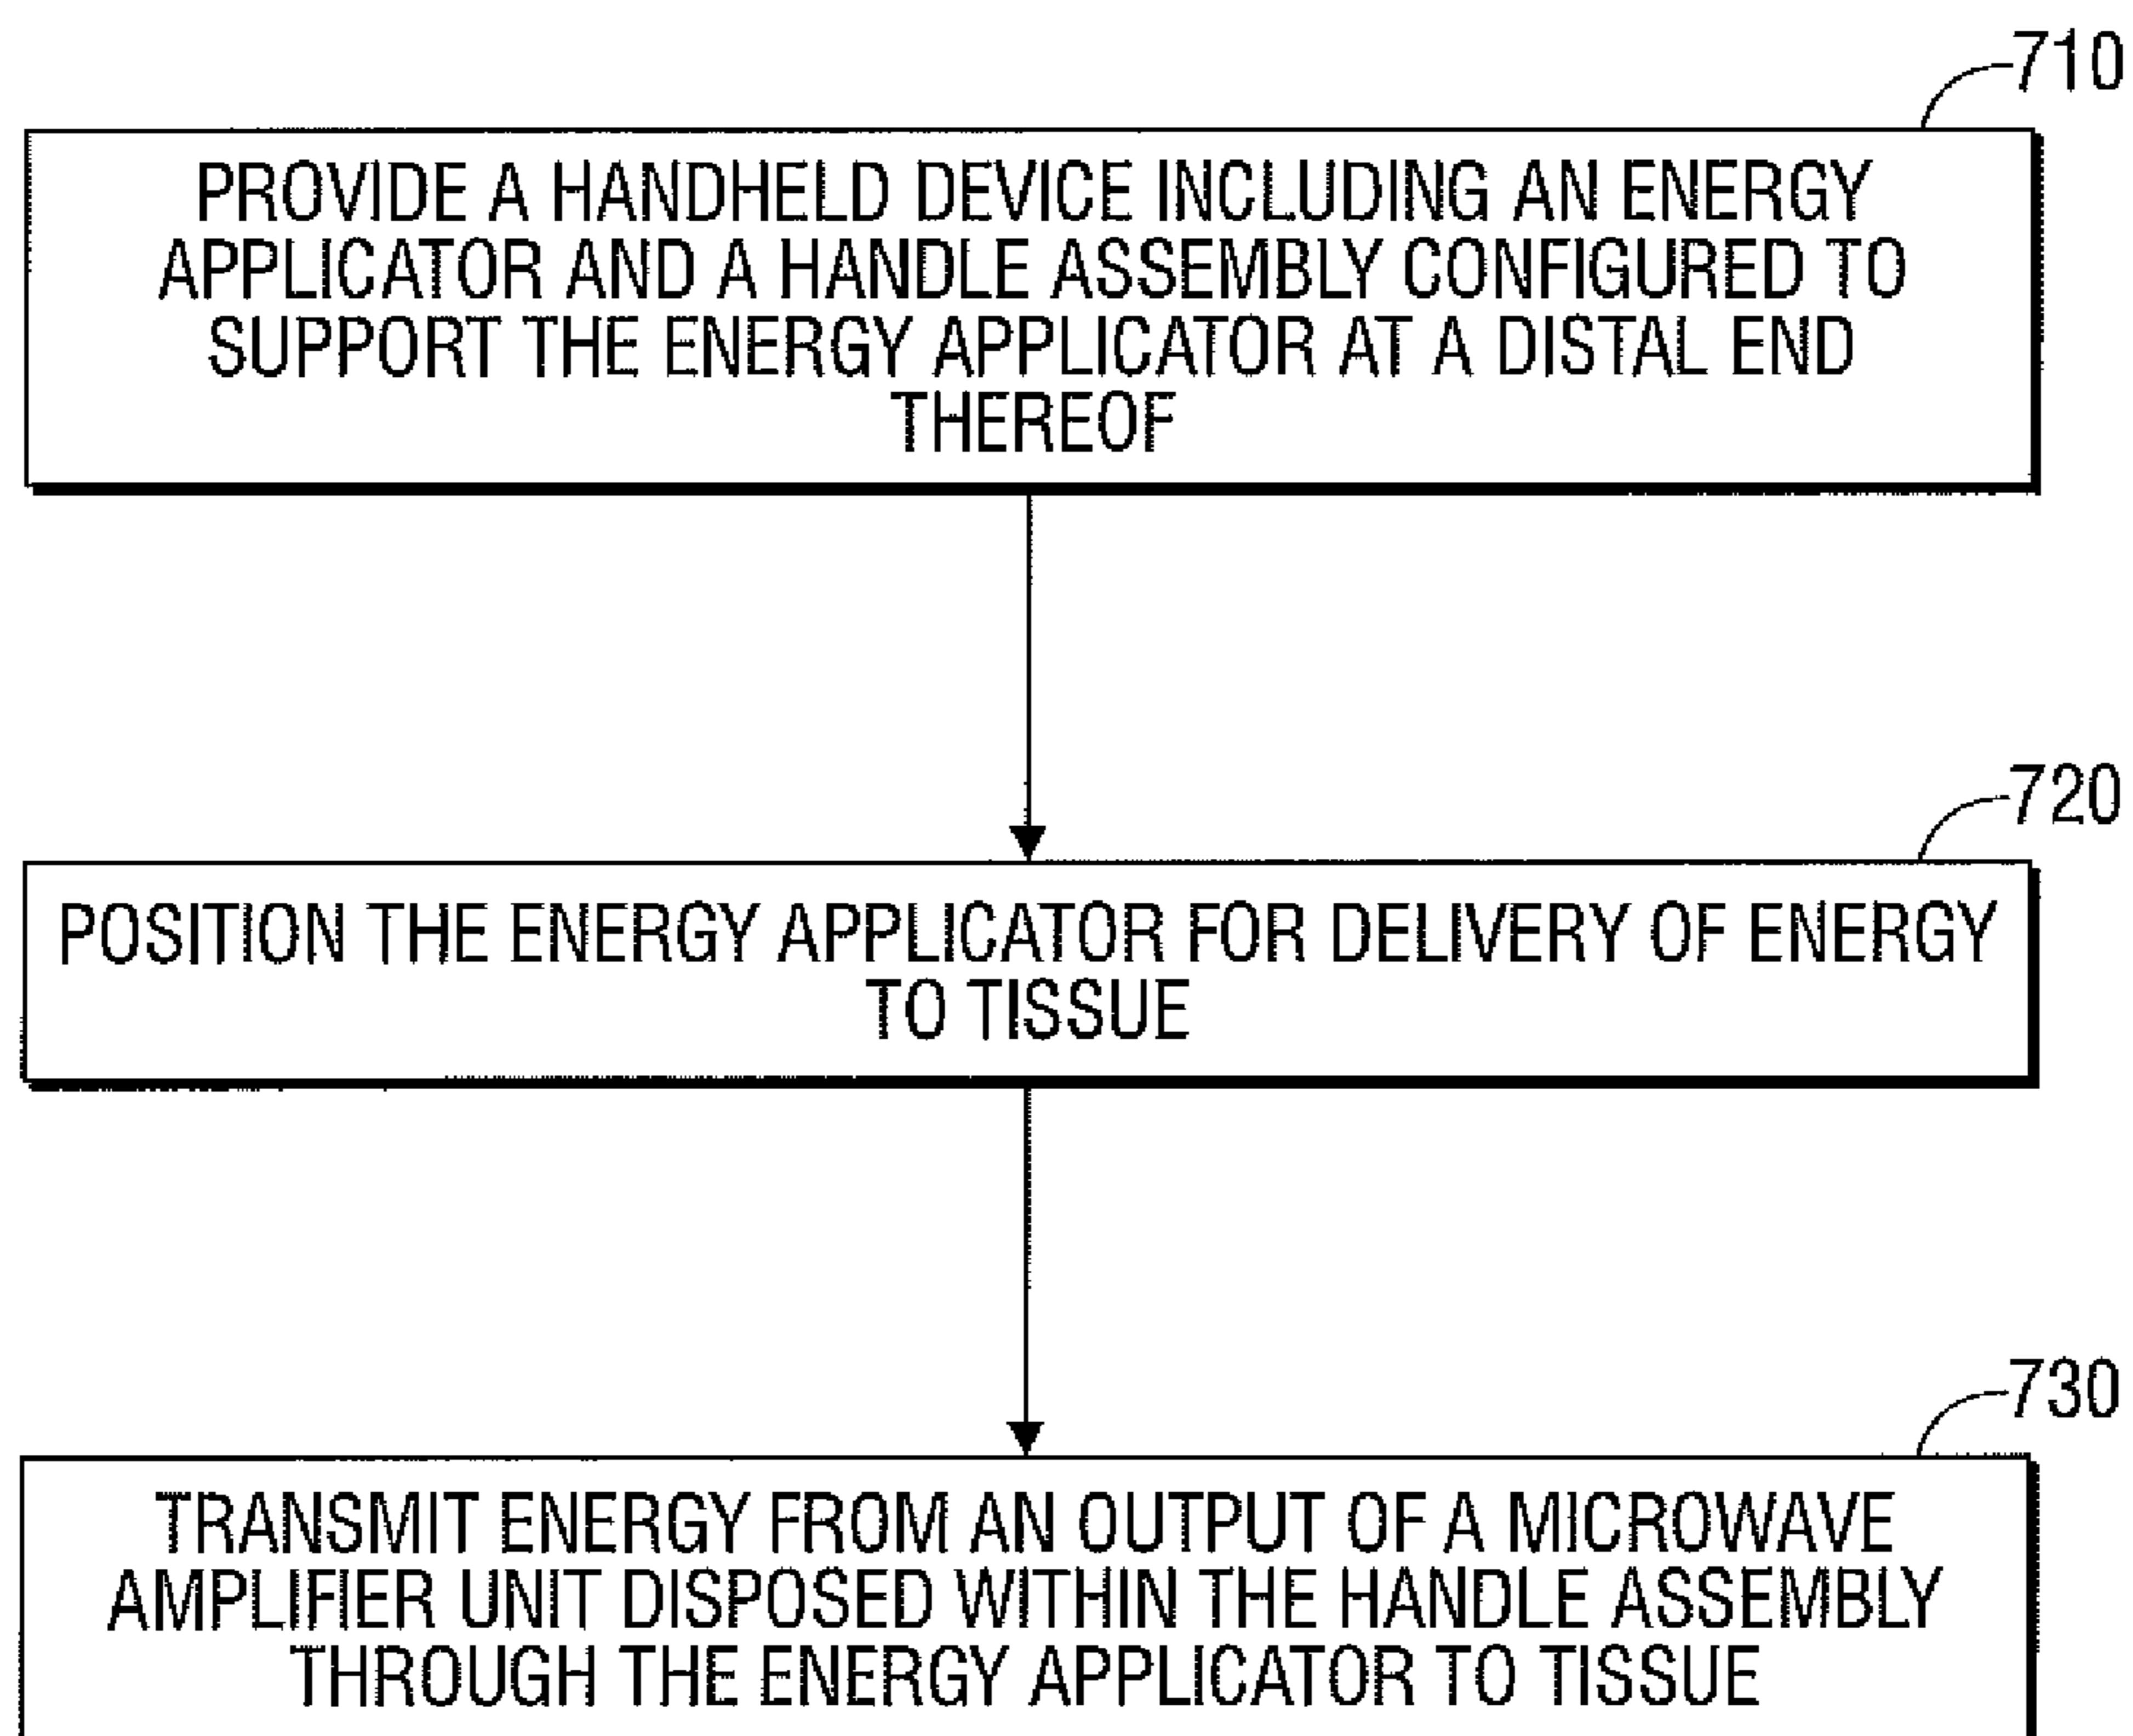 710
PROVIDE A HANDHELD DEVICE INCLUDING AN ENERGY
APPLICATOR AND A HANDLE ASSEMBLY CONFIGURED TO
SUPPORT THE ENERGY APPLICATOR AT A DISTAL END
THEREOF
720
POSITION THE ENERGY APPLICATOR FOR DELIVERY OF ENERGY
TO TISSUE
730
TRANSMIT ENERGY FROM AN OUTPUT OF A MICROWAVE
AMPLIFIER UNIT DISPOSED WITHIN THE HANDLE ASSEMBLY
THROUGH THE ENERGY APPLICATOR TO TISSUE